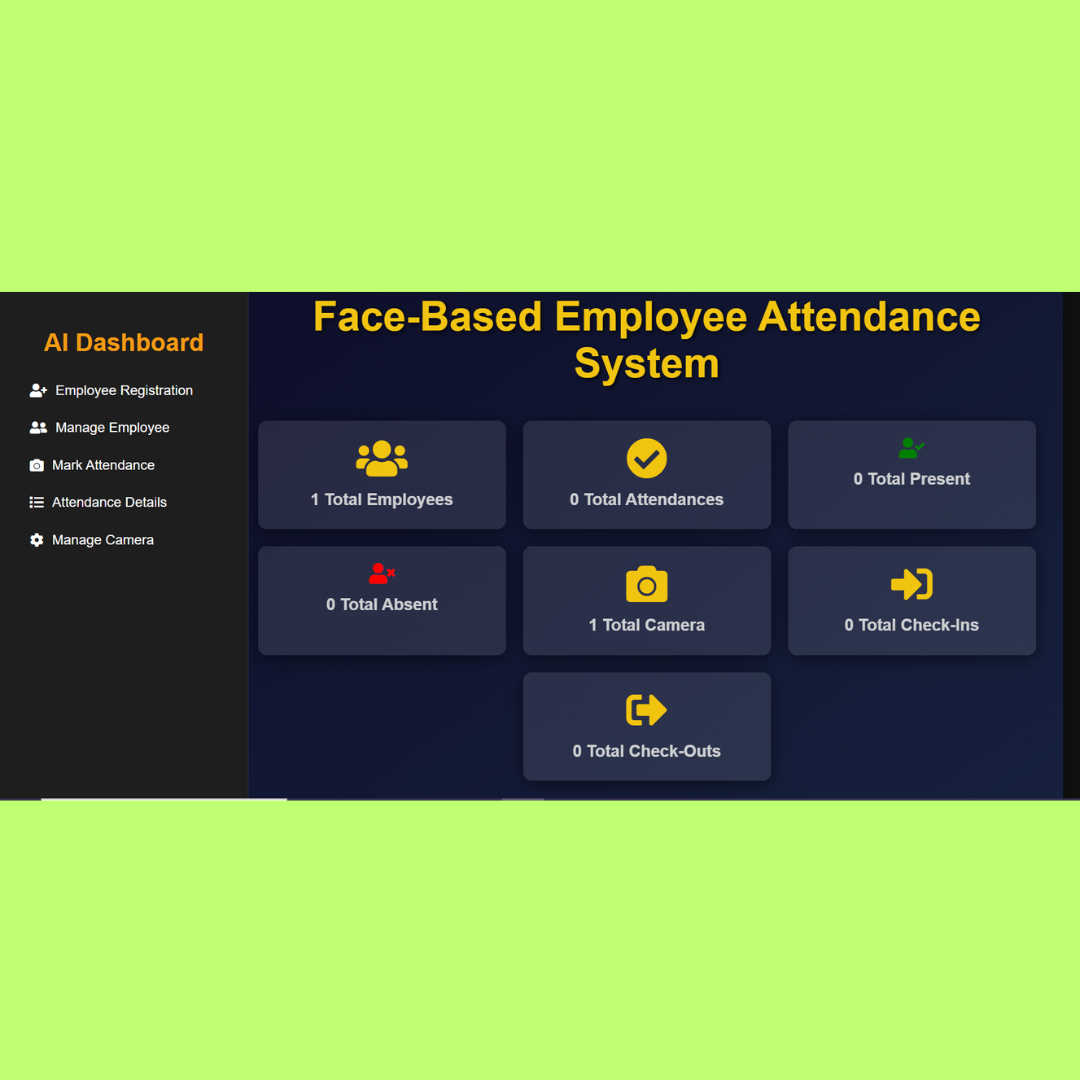 AI Dashboard
Employee Registration
Manage Employee
Mark Attendance
Attendance Details
Manage Camera
Face-Based Employee Attendance
System
1 Total Employees
0 Total Attendances
0 Total Present
0 Total Absent
1 Total Camera
0 Total Check-Ins
0 Total Check-Outs